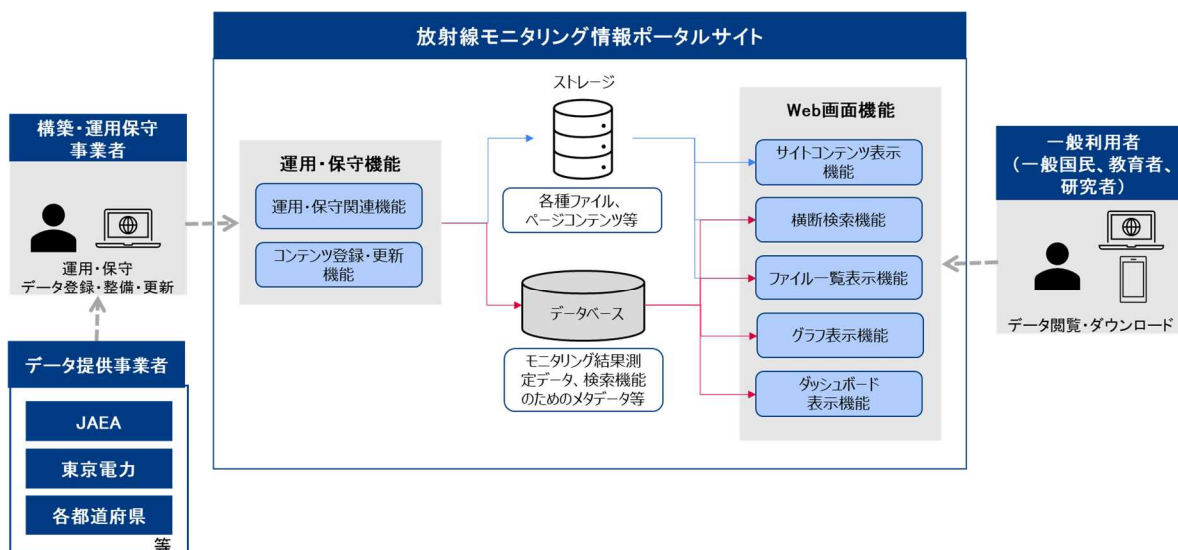 放射線モニタリング情報ポータルサイト
構築・運用保守
事業者
運用・保守
データ登録・整備・更新
データ提供事業者
JAEA
東京電力
各都道府県
等
運用・保守機能
運用・保守関連機能
コンテンツ登録・更新
機能
ストレージ
各種ファイル、
ページコンテンツ等
データベース
モニタリング結果測
定データ、検索機能
のためのメタデータ等
Web画面機能
サイトコンテンツ表示
機能
横断検索機能
ファイル一覧表示機能
グラフ表示機能
ダッシュボード
表示機能
一般利用者
（一般国民、教育者、
研究者）
データ閲覧・ダウンロード